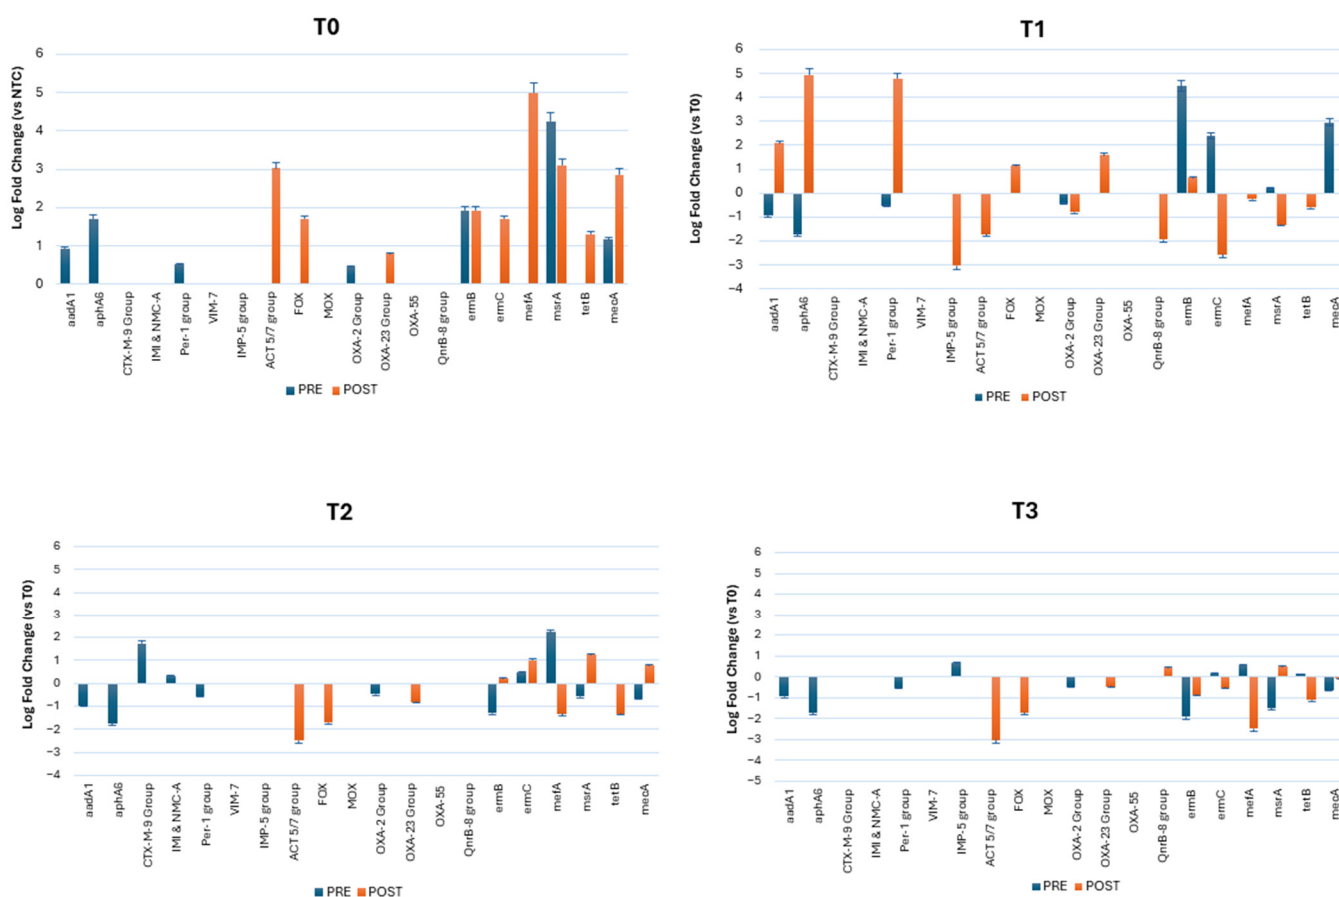 T0
Log Fold Change (vs NTC)
6
5
4
3
2
1
0
aadA1
aphA6
CTX-M-9 Group
IMI & NMC-A
Per-1 group
VIM-7
IMP-5 group
ACT 5/7 group
FOX
MOX
OXA-2 Group
OXA-23 Group
OXA-55
QnrB-8 group
ermB
ermC
mefA
msrA
tetB
mecA
PRE POST
T1
Log Fold Change (vs T0)
6
5
4
3
2
1
0
−1
−2
−3
−4
aadA1
aphA6
CTX-M-9 Group
IMI & NMC-A
Per-1 group
VIM-7
IMP-5 group
ACT 5/7 group
FOX
MOX
OXA-2 Group
OXA-23 Group
OXA-55
QnrB-8 group
ermB
ermC
mefA
msrA
tetB
mecA
PRE POST
T2
Log Fold Change (vs T0)
6
5
4
3
2
1
0
−1
−2
−3
−4
aadA1
aphA6
CTX-M-9 Group
IMI & NMC-A
Per-1 group
VIM-7
IMP-5 group
ACT 5/7 group
FOX
MOX
OXA-2 Group
OXA-23 Group
OXA-55
QnrB-8 group
ermB
ermC
mefA
msrA
tetB
mecA
PRE POST
T3
Log Fold Change (vs T0)
6
5
4
3
2
1
0
−1
−2
−3
−4
−5
aadA1
aphA6
CTX-M-9 Group
IMI & NMC-A
Per-1 group
VIM-7
IMP-5 group
ACT 5/7 group
FOX
MOX
OXA-2 Group
OXA-23 Group
OXA-55
QnrB-8 group
ermB
ermC
mefA
msrA
tetB
mecA
PRE POST